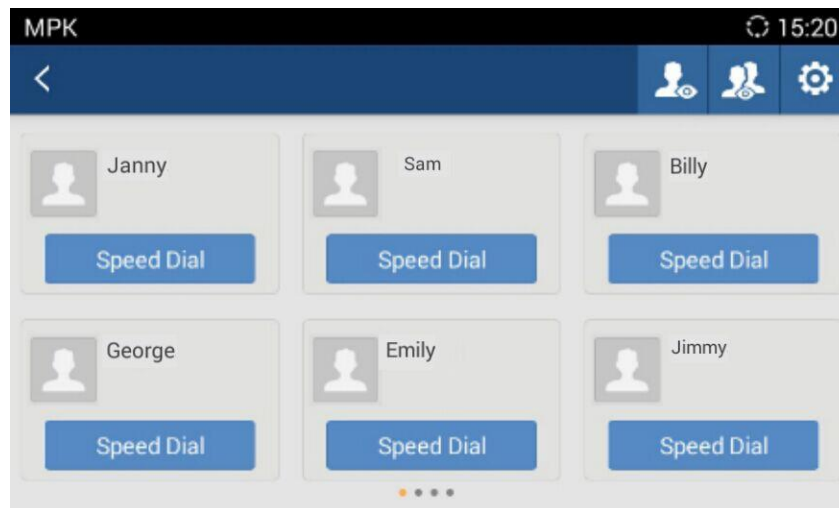 MPK 15:20
Janny Sam Billy
Speed Dial Speed Dial Speed Dial
George Emily Jimmy
Speed Dial Speed Dial Speed Dial